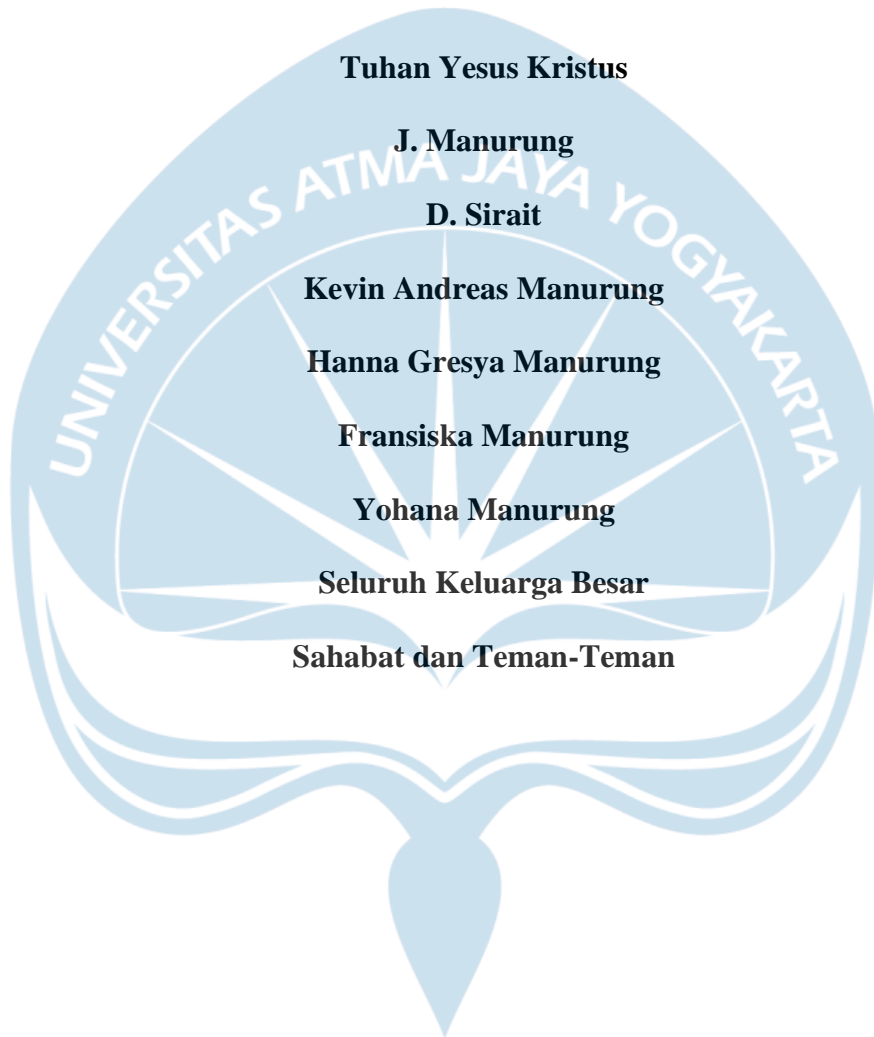 Tuhan Yesus Kristus
J. Manurung
UNIVERSITAS ATMA JAYA YOGYAKARTA
D. Sirait
Kevin Andreas Manurung
Hanna Gresya Manurung
Fransiska Manurung
Yohana Manurung
Seluruh Keluarga Besar
Sahabat dan Teman-Teman